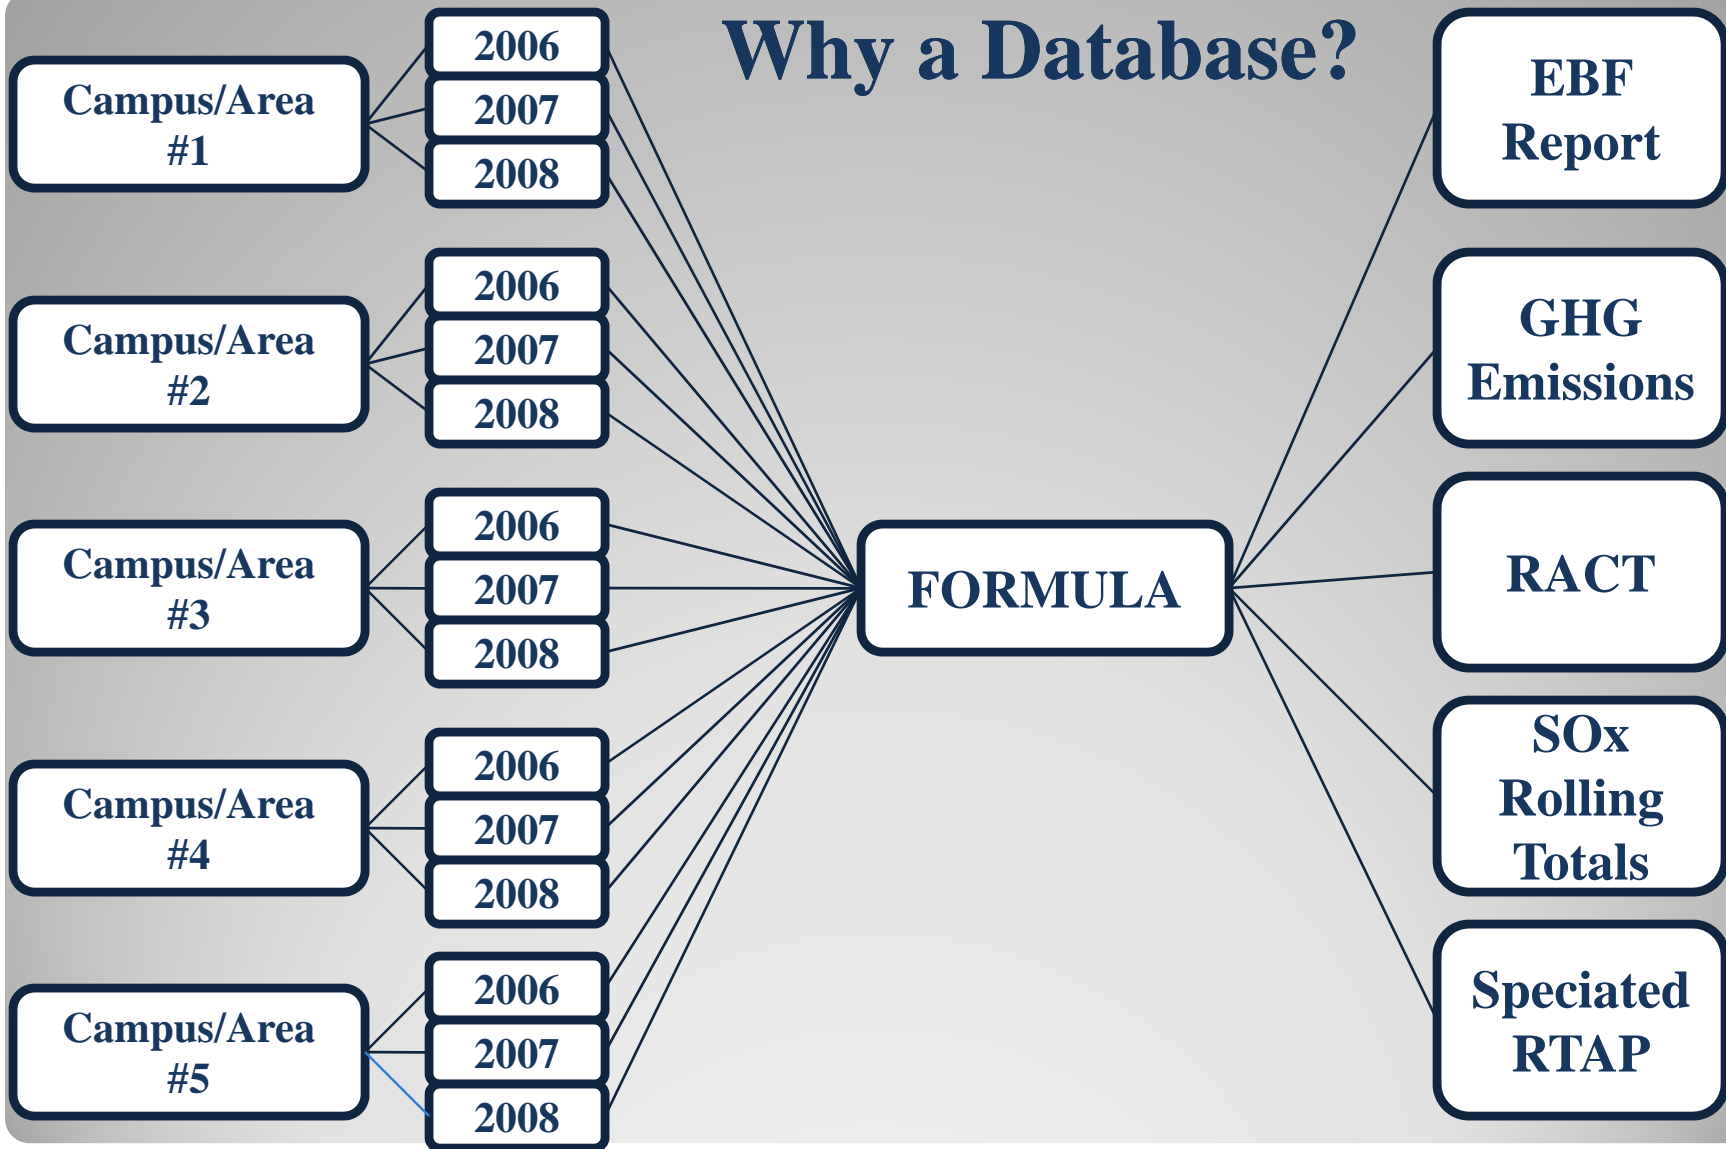 Why a Database?
Campus/Area
#1
2006
2007
2008
Campus/Area
#2
2006
2007
2008
Campus/Area
#3
2006
2007
2008
Campus/Area
#4
2006
2007
2008
Campus/Area
#5
2006
2007
2008
FORMULA
EBF
Report
GHG
Emissions
RACT
SOx
Rolling
Totals
Speciated
RTAP